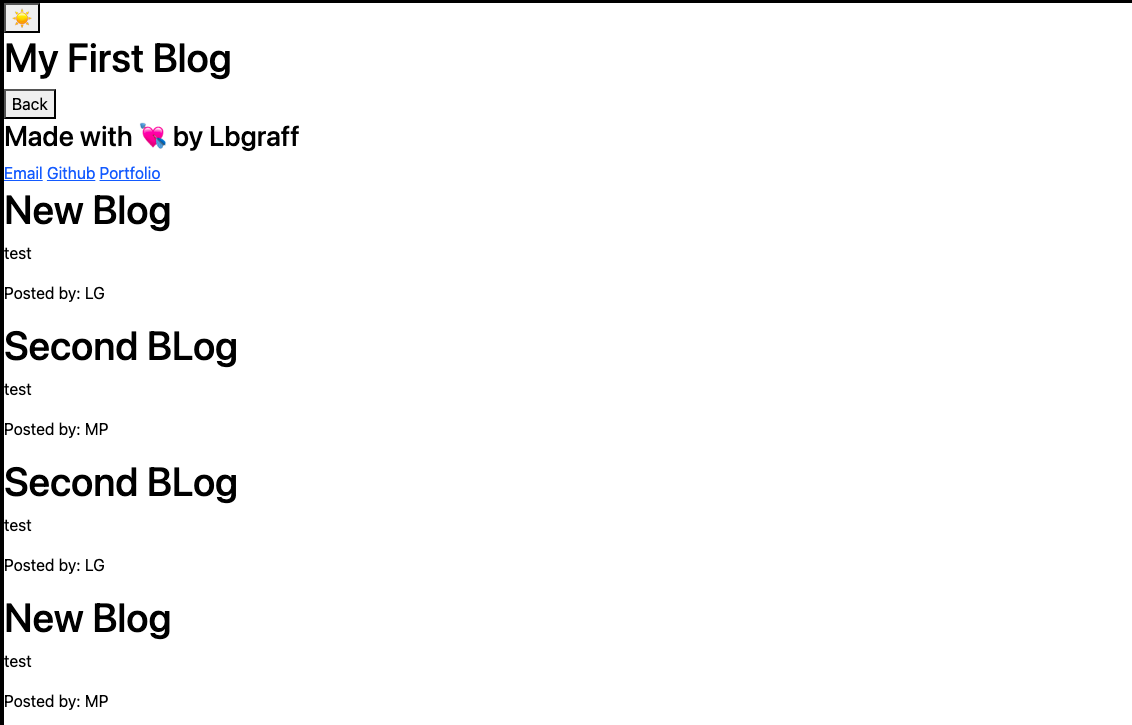 ☀️
My First Blog
Back
Made with 💘 by Lbgraff
Email Github Portfolio
New Blog
test
Posted by: LG
Second BLog
test
Posted by: MP
Second BLog
test
Posted by: LG
New Blog
test
Posted by: MP